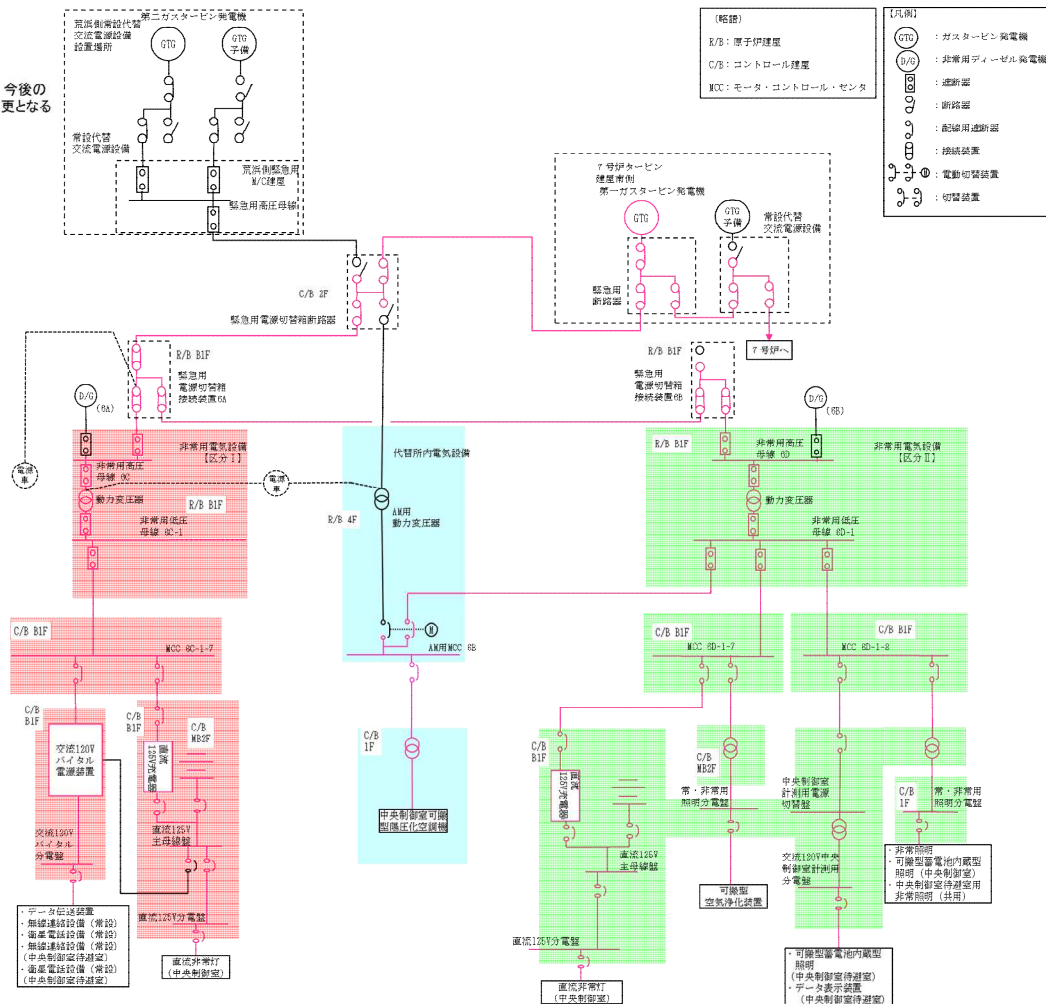 今後の
更となる
荒浜側常設代替
交流電源設備
設置場所
第二ガスタービン発電機
GTG
GTG
予備
常設代替
交流電源設備
荒浜側緊急用
M/C建屋
緊急用高圧母線
(略語)
R/B：原子炉建屋
C/B：コントロール建屋
MCC：モータ・コントロール・センタ
【凡例】
GTG
：ガスタービン発電機
D/G
：非常用ディーゼル発電機
：遮断器
：断路器
：配線用遮断器
：接続装置
M
：電動切替装置
：切替装置
7号炉タービン
建屋南側
第一ガスタービン発電機
GTG
GTG
予備
常設代替
交流電源設備
緊急用
断路器
7号炉へ
C/B 2F
緊急用電源切替箱断路器
R/B B1F
緊急用
電源切替箱
接続装置6A
R/B B1F
緊急用
電源切替箱
接続装置6B
D/G
(6A)
D/G
(6B)
電源
車
電源
車
非常用電気設備
【区分Ⅰ】
非常用高圧
母線 6C
動力変圧器
R/B B1F
非常用低圧
母線 6C-1
代替所内電気設備
AM用
動力変圧器
R/B 4F
M
AM用MCC 6B
R/B B1F
非常用高圧
母線 6D
非常用電気設備
【区分Ⅱ】
動力変圧器
非常用低圧
母線 6D-1
C/B B1F
MCC 6C-1-7
C/B B1F
MCC 6D-1-7
C/B B1F
MCC 6D-1-8
C/B
B1F
交流120V
バイタル
電源装置
交流120V
バイタル
分電盤
C/B
B1F
直流
125V充電器
C/B
MB2F
直流125V
主母線盤
直流125V分電盤
直流非常灯
(中央制御室)
・データ伝送装置
・無線連絡設備（常設）
・衛星電話設備（常設）
・無線連絡設備（常設）
(中央制御室待避室)
・衛星電話設備（常設）
(中央制御室待避室)
C/B
1F
中央制御室可搬
型陽圧化空調機
C/B
B1F
直流
125V充電器
直流125V
主母線盤
直流125V分電盤
直流非常灯
(中央制御室)
C/B
MB2F
常・非常用
照明分電盤
可搬型
空気浄化装置
中央制御室
計測用電源
切替盤
交流120V中央
制御室計測用
分電盤
・可搬型蓄電池内蔵型
照明
(中央制御室待避室)
・データ表示装置
(中央制御室待避室)
C/B
1F
常・非常用
照明分電盤
・非常照明
・可搬型蓄電池内蔵型
照明（中央制御室）
・中央制御室待避室用
非常照明（共用）